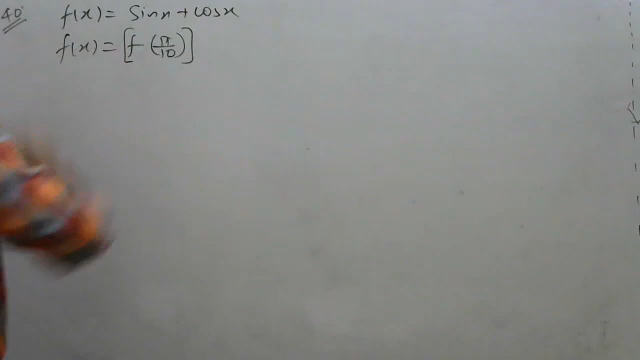 40 f(x) = Sinx + cosx
f(x) = [f (π/10)]